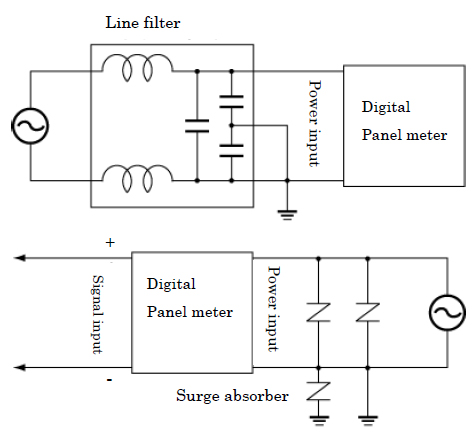 Line filter
Power input
Digital
Panel meter
+
Signal input
-
Digital
Panel meter
Power input
Surge absorber